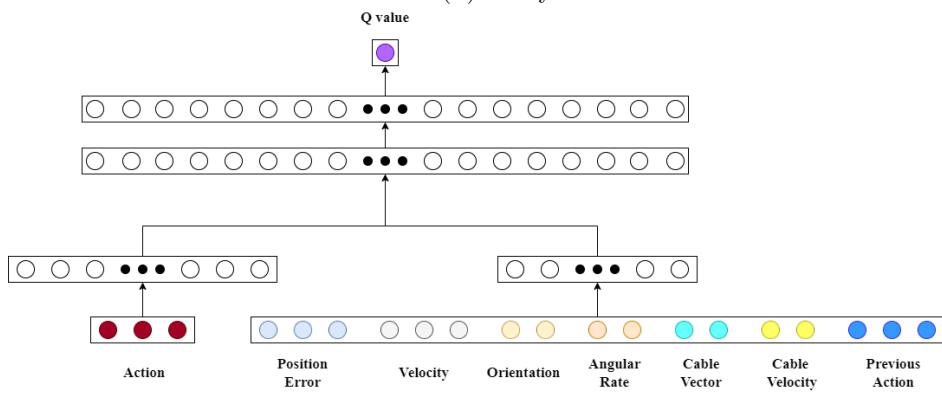 Q value
Action
Position
Error
Velocity
Orientation
Angular
Rate
Cable
Vector
Cable
Velocity
Previous
Action